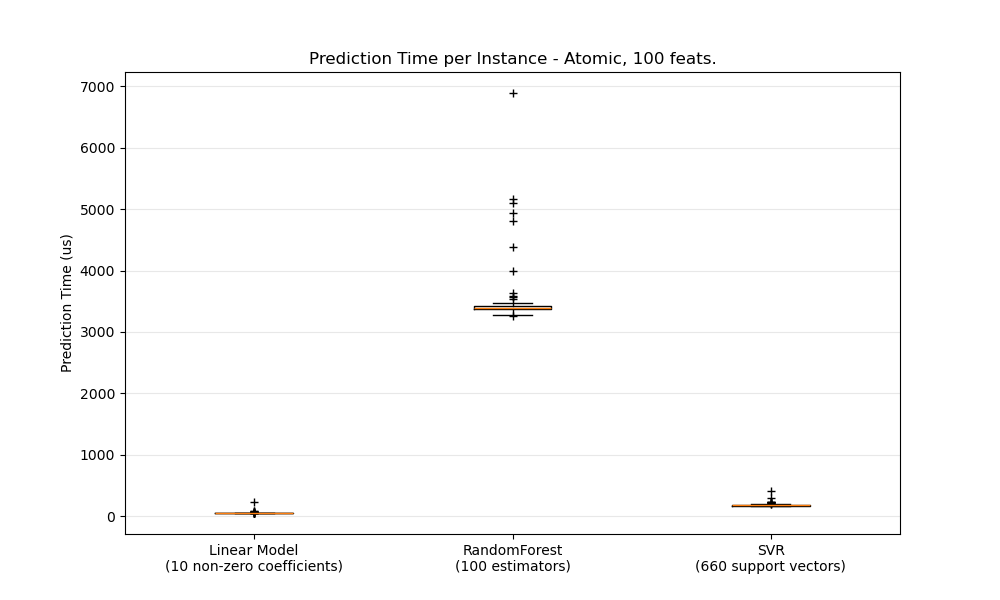 Prediction Time per Instance - Atomic, 100 feats.
Prediction Time (us)
7000
6000
5000
4000
3000
2000
1000
0
Linear Model
(10 non-zero coefficients)
RandomForest
(100 estimators)
SVR
(660 support vectors)